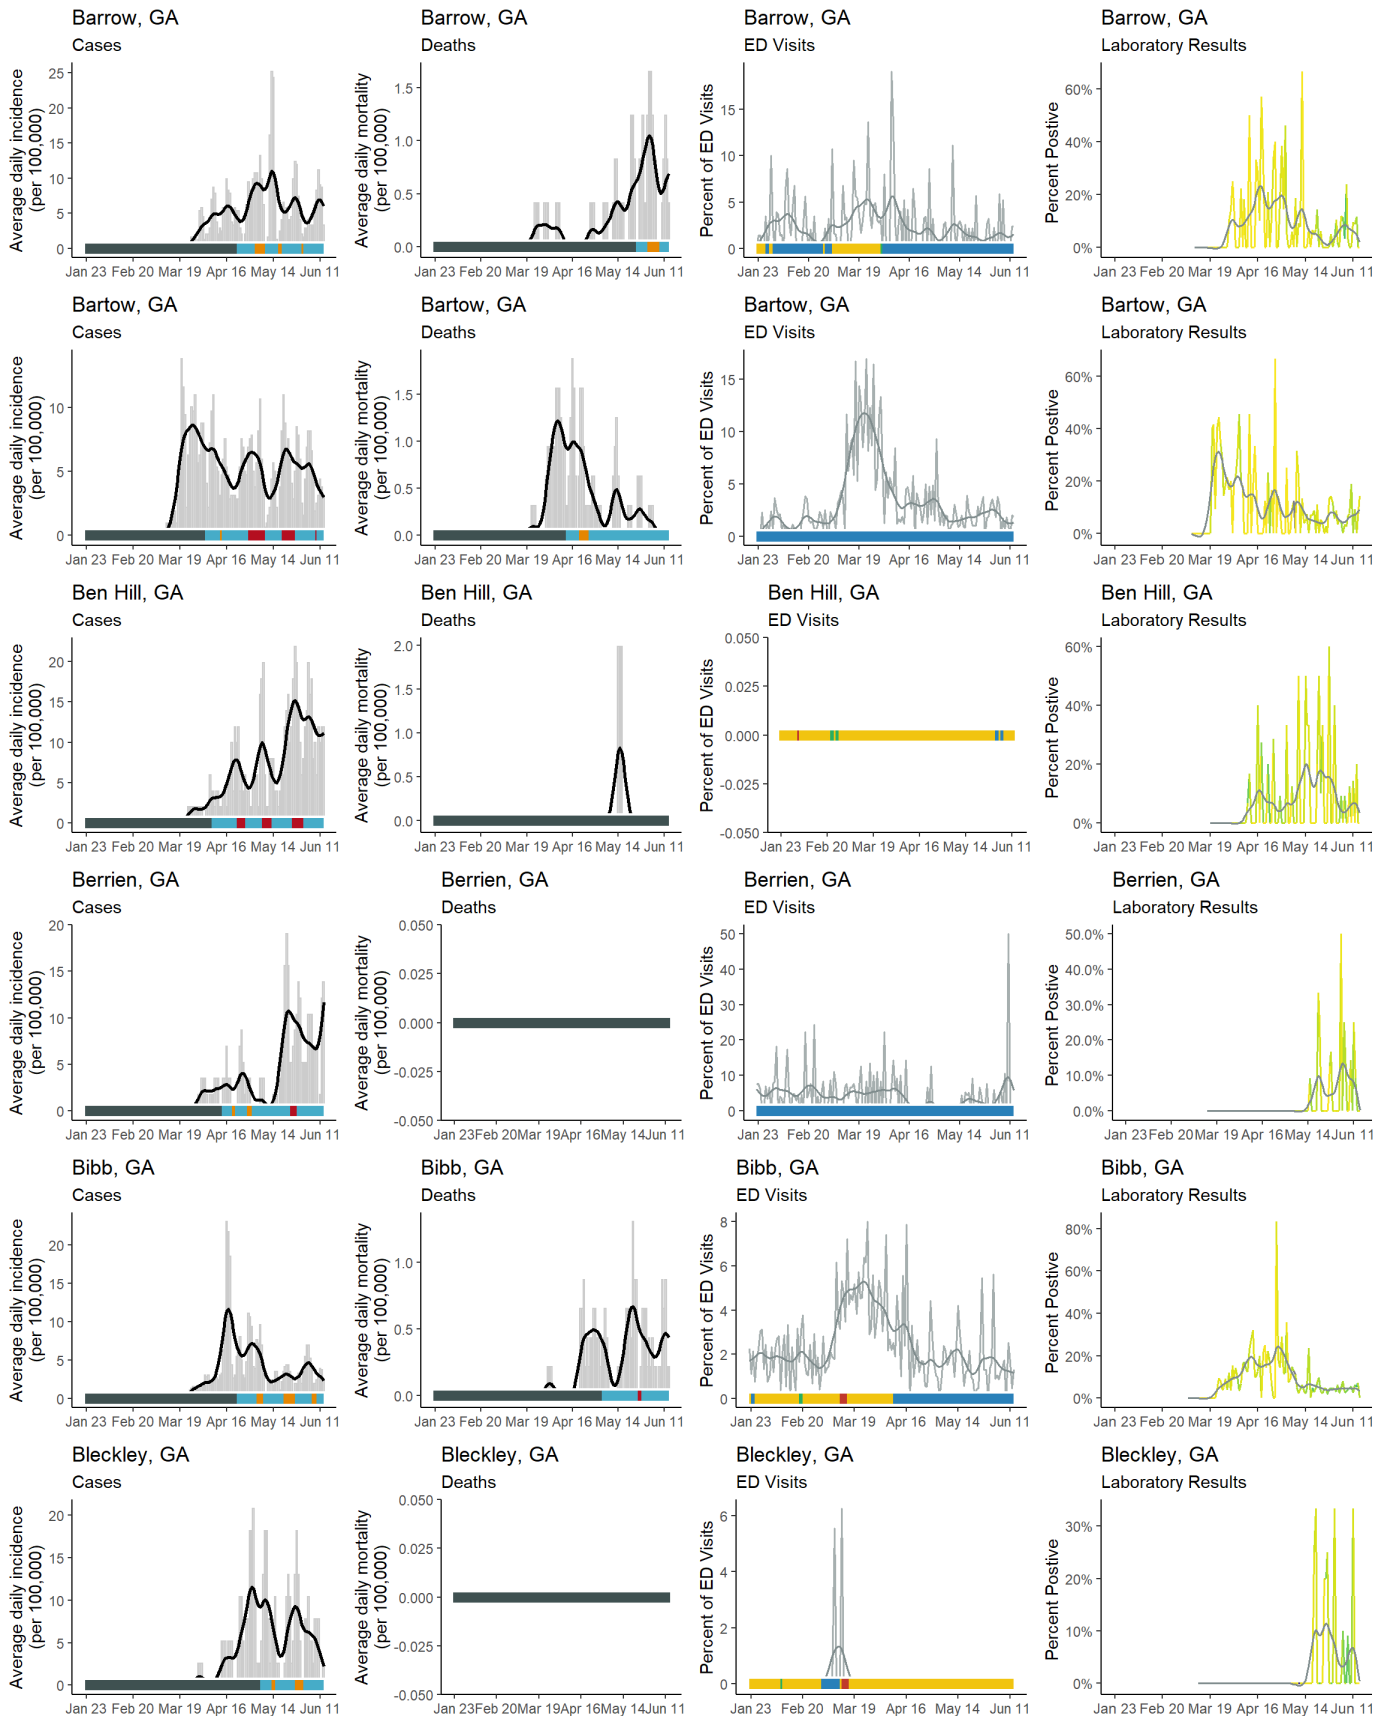 Barrow, GA
Cases
Average daily incidence
(per 100,000)
25
20
15
10
5
0
Jan 23 Feb 20 Mar 19 Apr 16 May 14 Jun 11
Barrow, GA
Deaths
Average daily mortality
(per 100,000)
1.5
1.0
0.5
0.0
Jan 23 Feb 20 Mar 19 Apr 16 May 14 Jun 11
Barrow, GA
ED Visits
Percent of ED Visits
15
10
5
0
Jan 23 Feb 20 Mar 19 Apr 16 May 14 Jun 11
Barrow, GA
Laboratory Results
Percent Postive
60%
40%
20%
0%
Jan 23 Feb 20 Mar 19 Apr 16 May 14 Jun 11
Bartow, GA
Cases
Average daily incidence
(per 100,000)
10
5
0
Jan 23 Feb 20 Mar 19 Apr 16 May 14 Jun 11
Bartow, GA
Deaths
Average daily mortality
(per 100,000)
1.5
1.0
0.5
0.0
Jan 23 Feb 20 Mar 19 Apr 16 May 14 Jun 11
Bartow, GA
ED Visits
Percent of ED Visits
15
10
5
0
Jan 23 Feb 20 Mar 19 Apr 16 May 14 Jun 11
Bartow, GA
Laboratory Results
Percent Postive
60%
40%
20%
0%
Jan 23 Feb 20 Mar 19 Apr 16 May 14 Jun 11
Ben Hill, GA
Cases
Average daily incidence
(per 100,000)
20
15
10
5
0
Jan 23 Feb 20 Mar 19 Apr 16 May 14 Jun 11
Ben Hill, GA
Deaths
Average daily mortality
(per 100,000)
2.0
1.5
1.0
0.5
0.0
Jan 23 Feb 20 Mar 19 Apr 16 May 14 Jun 11
Ben Hill, GA
ED Visits
Percent of ED Visits
0.050
0.025
0.000
-0.025
-0.050
Jan 23 Feb 20 Mar 19 Apr 16 May 14 Jun 11
Ben Hill, GA
Laboratory Results
Percent Postive
60%
40%
20%
0%
Jan 23 Feb 20 Mar 19 Apr 16 May 14 Jun 11
Berrien, GA
Cases
Average daily incidence
(per 100,000)
20
15
10
5
0
Jan 23 Feb 20 Mar 19 Apr 16 May 14 Jun 11
Berrien, GA
Deaths
Average daily mortality
(per 100,000)
0.050
0.025
0.000
-0.025
-0.050
Jan 23 Feb 20 Mar 19 Apr 16 May 14 Jun 11
Berrien, GA
ED Visits
Percent of ED Visits
50
40
30
20
10
0
Jan 23 Feb 20 Mar 19 Apr 16 May 14 Jun 11
Berrien, GA
Laboratory Results
Percent Postive
50.0%
40.0%
30.0%
20.0%
10.0%
0.0%
Jan 23 Feb 20 Mar 19 Apr 16 May 14 Jun 11
Bibb, GA
Cases
Average daily incidence
(per 100,000)
20
15
10
5
0
Jan 23 Feb 20 Mar 19 Apr 16 May 14 Jun 11
Bibb, GA
Deaths
Average daily mortality
(per 100,000)
1.0
0.5
0.0
Jan 23 Feb 20 Mar 19 Apr 16 May 14 Jun 11
Bibb, GA
ED Visits
Percent of ED Visits
8
6
4
2
0
Jan 23 Feb 20 Mar 19 Apr 16 May 14 Jun 11
Bibb, GA
Laboratory Results
Percent Postive
80%
60%
40%
20%
0%
Jan 23 Feb 20 Mar 19 Apr 16 May 14 Jun 11
Bleckley, GA
Cases
Average daily incidence
(per 100,000)
20
15
10
5
0
Jan 23 Feb 20 Mar 19 Apr 16 May 14 Jun 11
Bleckley, GA
Deaths
Average daily mortality
(per 100,000)
0.050
0.025
0.000
-0.025
-0.050
Jan 23 Feb 20 Mar 19 Apr 16 May 14 Jun 11
Bleckley, GA
ED Visits
Percent of ED Visits
6
4
2
0
Jan 23 Feb 20 Mar 19 Apr 16 May 14 Jun 11
Bleckley, GA
Laboratory Results
Percent Postive
30%
20%
10%
0%
Jan 23 Feb 20 Mar 19 Apr 16 May 14 Jun 11